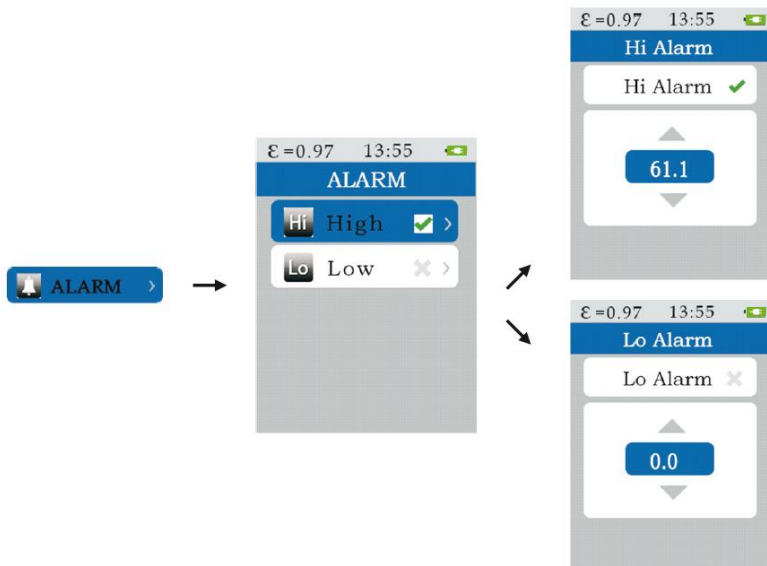 ALARM
ε=0.97 13:55
ALARM
Hi High
Lo Low
ε=0.97 13:55
Hi Alarm
Hi Alarm
61.1
ε=0.97 13:55
Lo Alarm
Lo Alarm
0.0